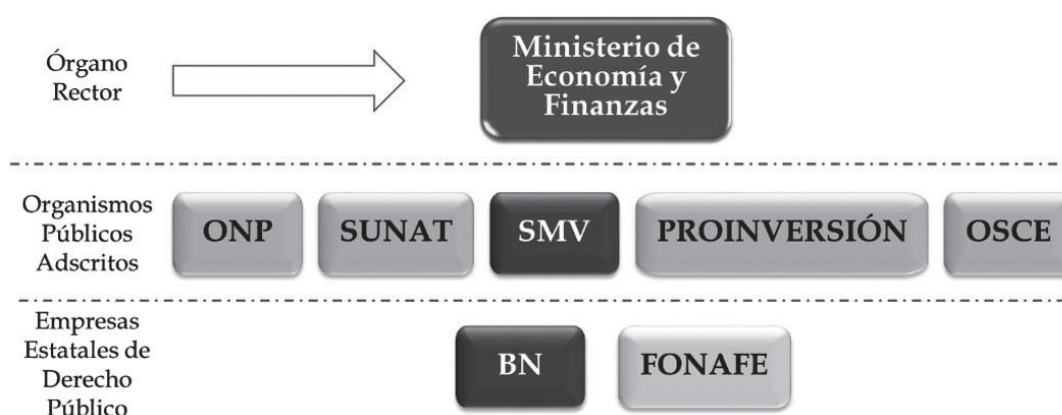 Órgano
Rector
Ministerio de
Economía y
Finanzas
Organismos
Públicos
Adscritos
ONP
SUNAT
SMV
PROINVERSIÓN
OSCE
Empresas
Estatales de
Derecho
Público
BN
FONAFE